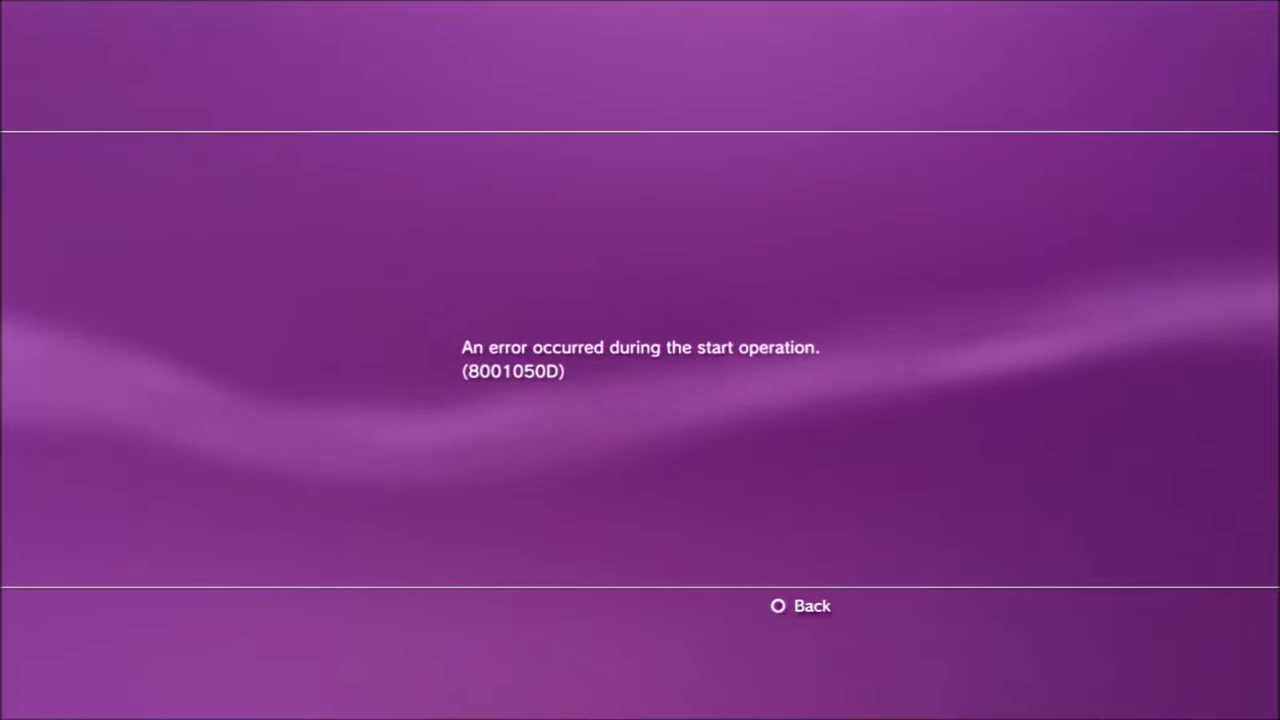 An error occurred during the start operation.
(8001050D)
Back